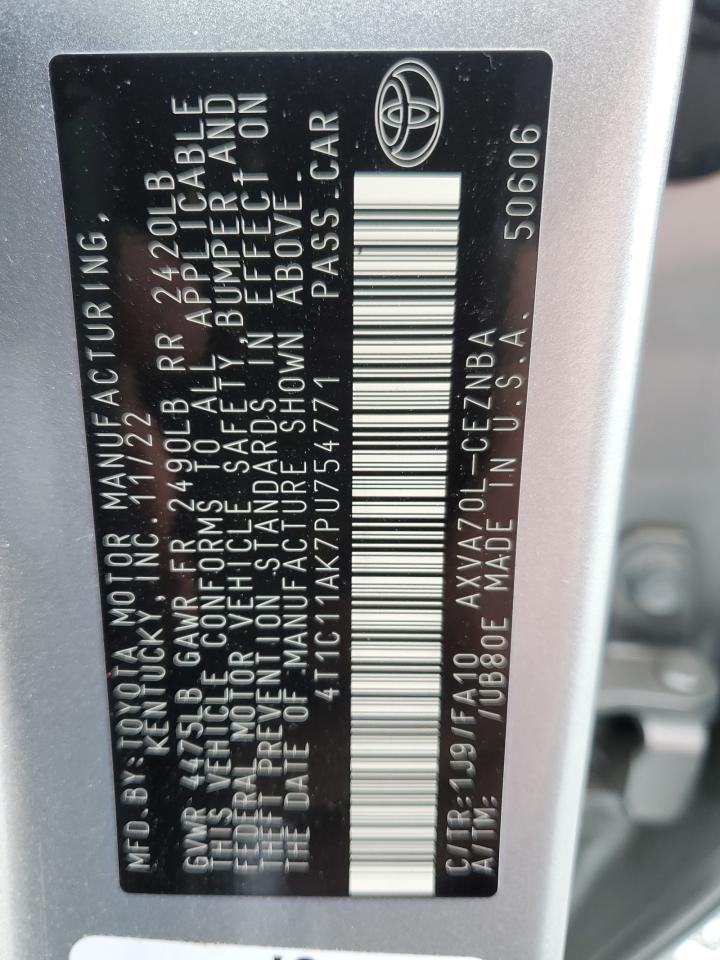 MFD.BY:TOYOTA MOTOR MANUFACTURING,
KENTUCKY,INC. 11/22
GVWR 4475LB GAWR FR 2490LB RR 2420LB
THIS VEHICLE CONFORMS TO ALL APPLICABLE
FEDERAL MOTOR VEHICLE SAFETY,BUMPER,AND
THEFT PREVENTION STANDARDS IN EFFECT ON
THE DATE OF MANUFACTURE SHOWN ABOVE.
4T1C11AK7PU754771 PASS CAR
C/TR:1J9/FA10 AXVA70L-CEZNBA 50606
A/TM: /UB80E MADE IN U.S.A.